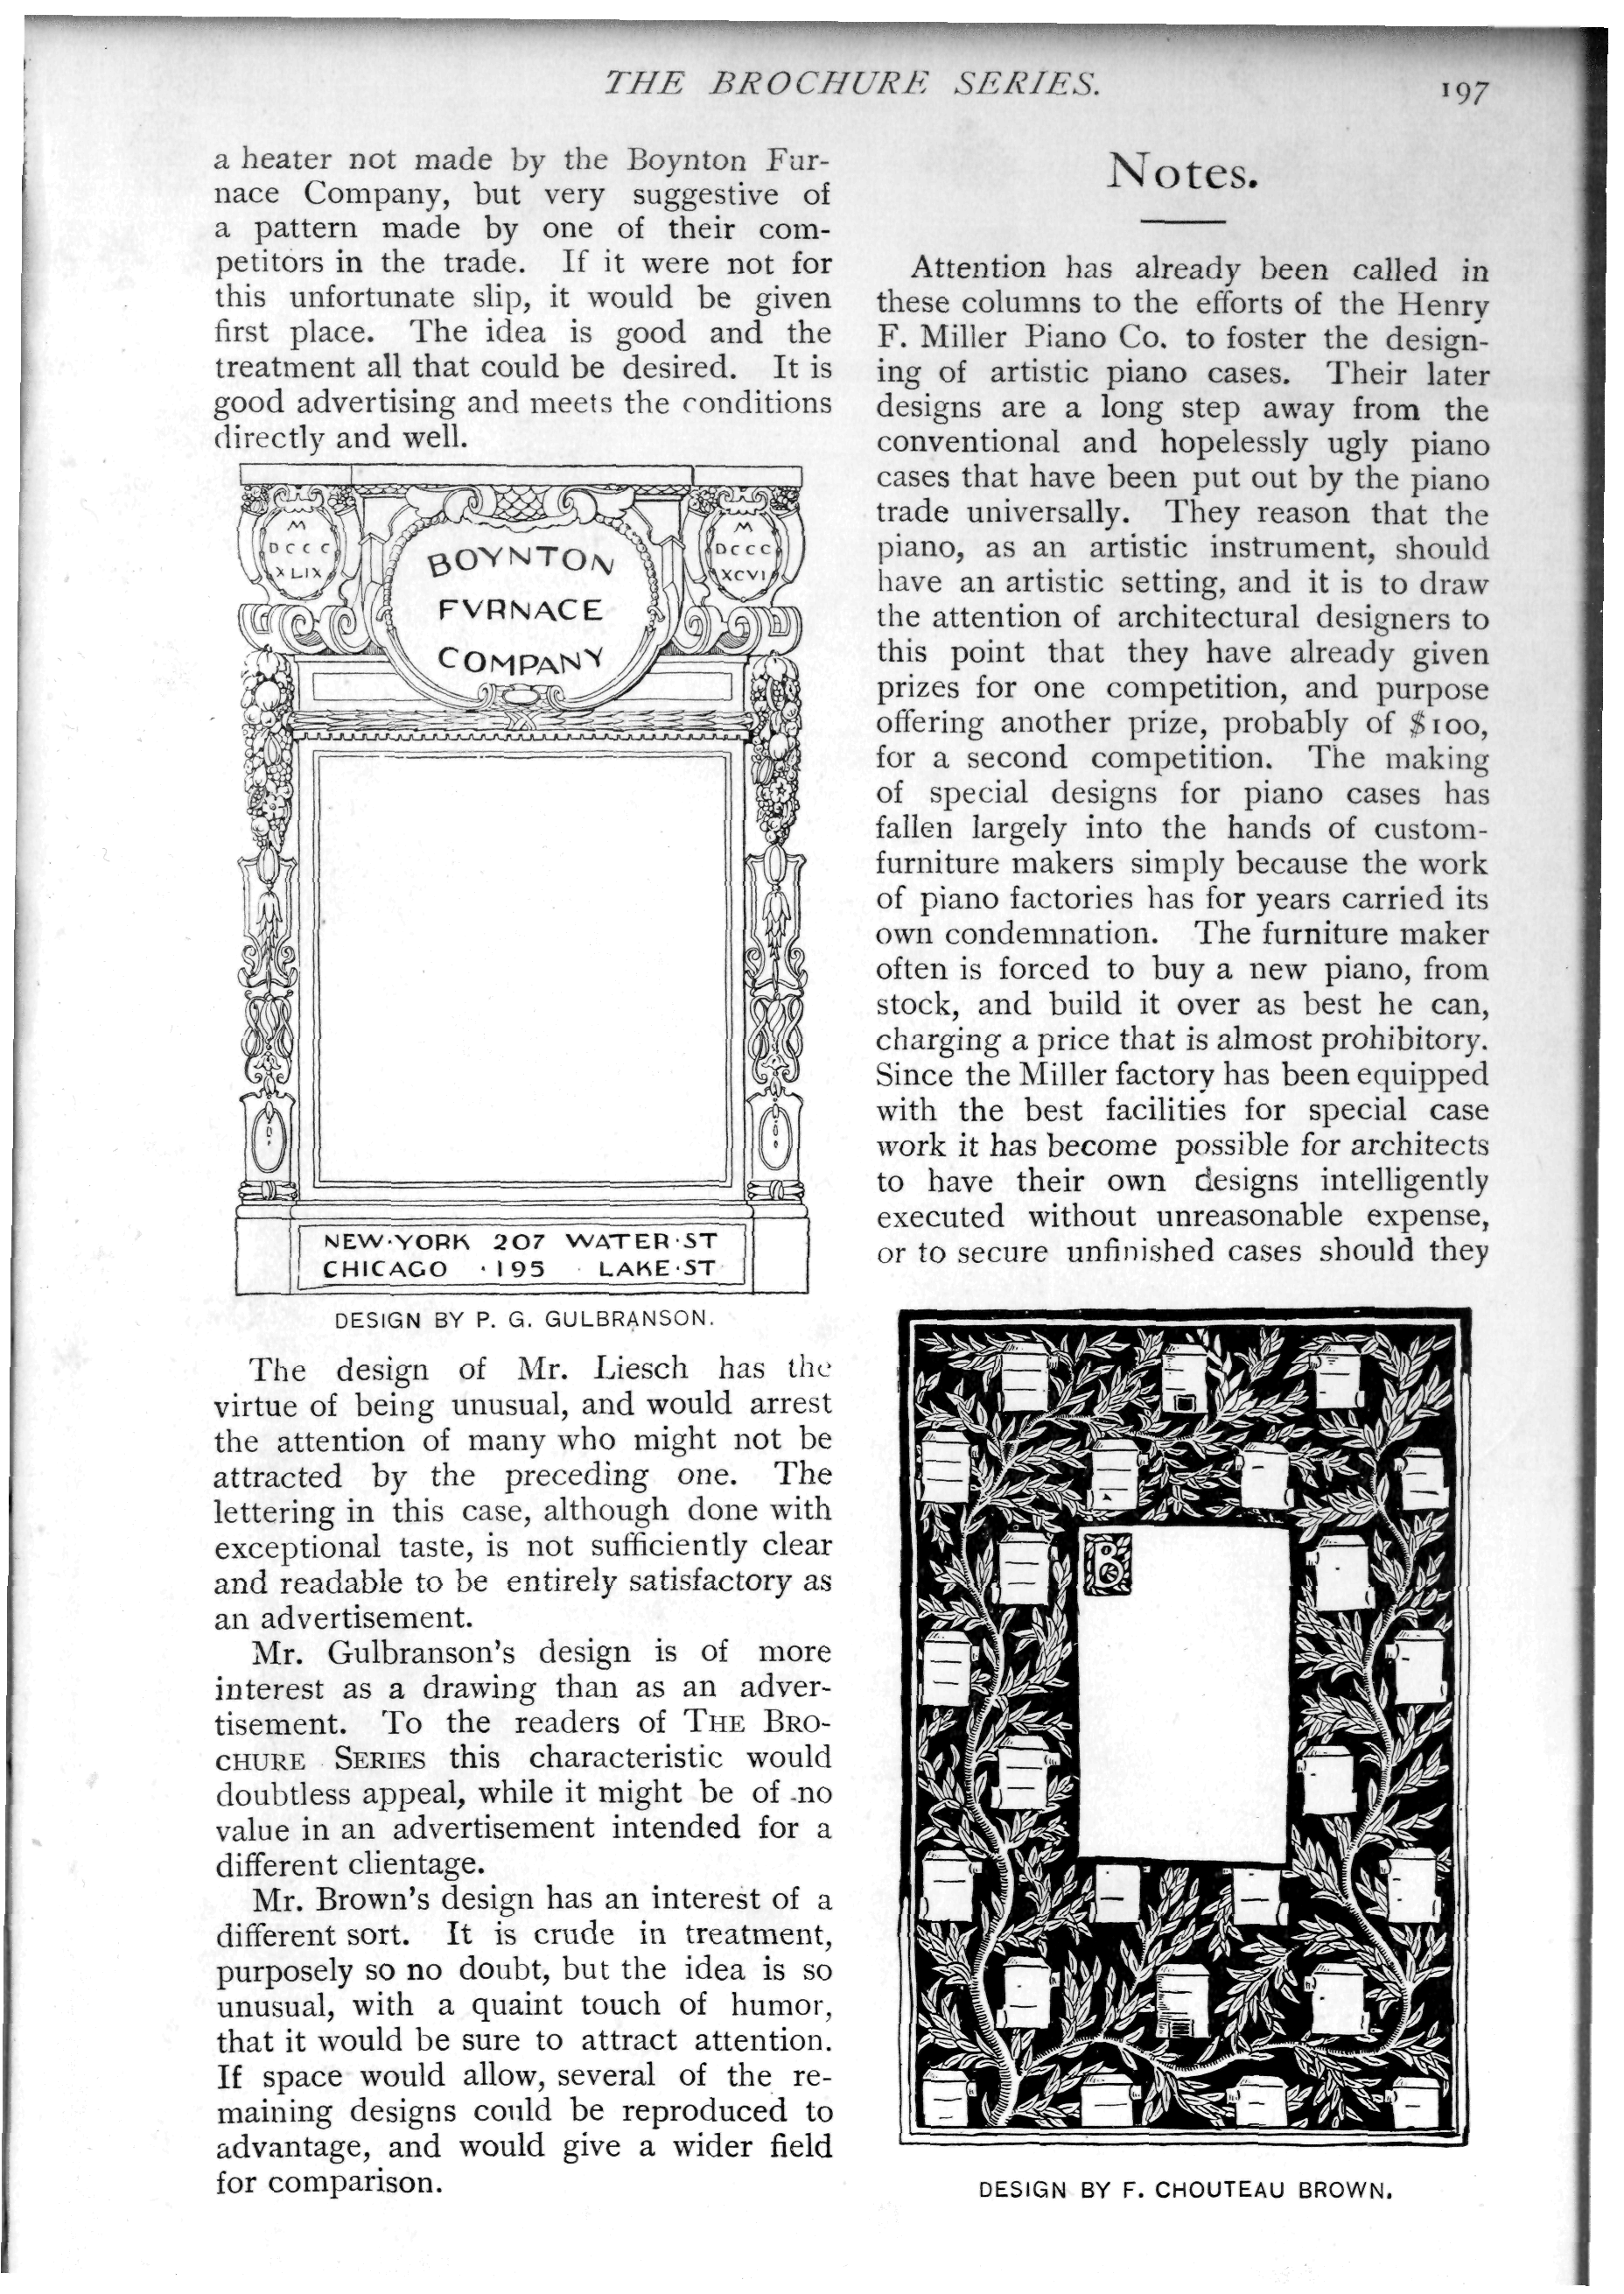 THE BROCHURE SERIES.
197
a heater not made by the Boynton Fur-
nace Company, but very suggestive of
a pattern made by one of their com-
petitors in the trade. If it were not for
this unfortunate slip, it would be given
first place. The idea is good and the
treatment all that could be desired. It is
good advertising and meets the conditions
directly and well.
M
DCCC
XLIX
M
DCCC
XCVI
BOYNTON
FVRNACE
COMPANY
NEW·YORK 207 WATER·ST
CHICAGO ·195 LAKE·ST
DESIGN BY P. G. GULBRANSON.
The design of Mr. Liesch has the
virtue of being unusual, and would arrest
the attention of many who might not be
attracted by the preceding one. The
lettering in this case, although done with
exceptional taste, is not sufficiently clear
and readable to be entirely satisfactory as
an advertisement.
Mr. Gulbranson's design is of more
interest as a drawing than as an adver-
tisement. To the readers of THE BRO-
CHURE SERIES this characteristic would
doubtless appeal, while it might be of no
value in an advertisement intended for a
different clientage.
Mr. Brown's design has an interest of a
different sort. It is crude in treatment,
purposely so no doubt, but the idea is so
unusual, with a quaint touch of humor,
that it would be sure to attract attention.
If space would allow, several of the re-
maining designs could be reproduced to
advantage, and would give a wider field
for comparison.
Notes.
Attention has already been called in
these columns to the efforts of the Henry
F. Miller Piano Co. to foster the design-
ing of artistic piano cases. Their later
designs are a long step away from the
conventional and hopelessly ugly piano
cases that have been put out by the piano
trade universally. They reason that the
piano, as an artistic instrument, should
have an artistic setting, and it is to draw
the attention of architectural designers to
this point that they have already given
prizes for one competition, and purpose
offering another prize, probably of $100,
for a second competition. The making
of special designs for piano cases has
fallen largely into the hands of custom-
furniture makers simply because the work
of piano factories has for years carried its
own condemnation. The furniture maker
often is forced to buy a new piano, from
stock, and build it over as best he can,
charging a price that is almost prohibitory.
Since the Miller factory has been equipped
with the best facilities for special case
work it has become possible for architects
to have their own designs intelligently
executed without unreasonable expense,
or to secure unfinished cases should they
B
DESIGN BY F. CHOUTEAU BROWN.